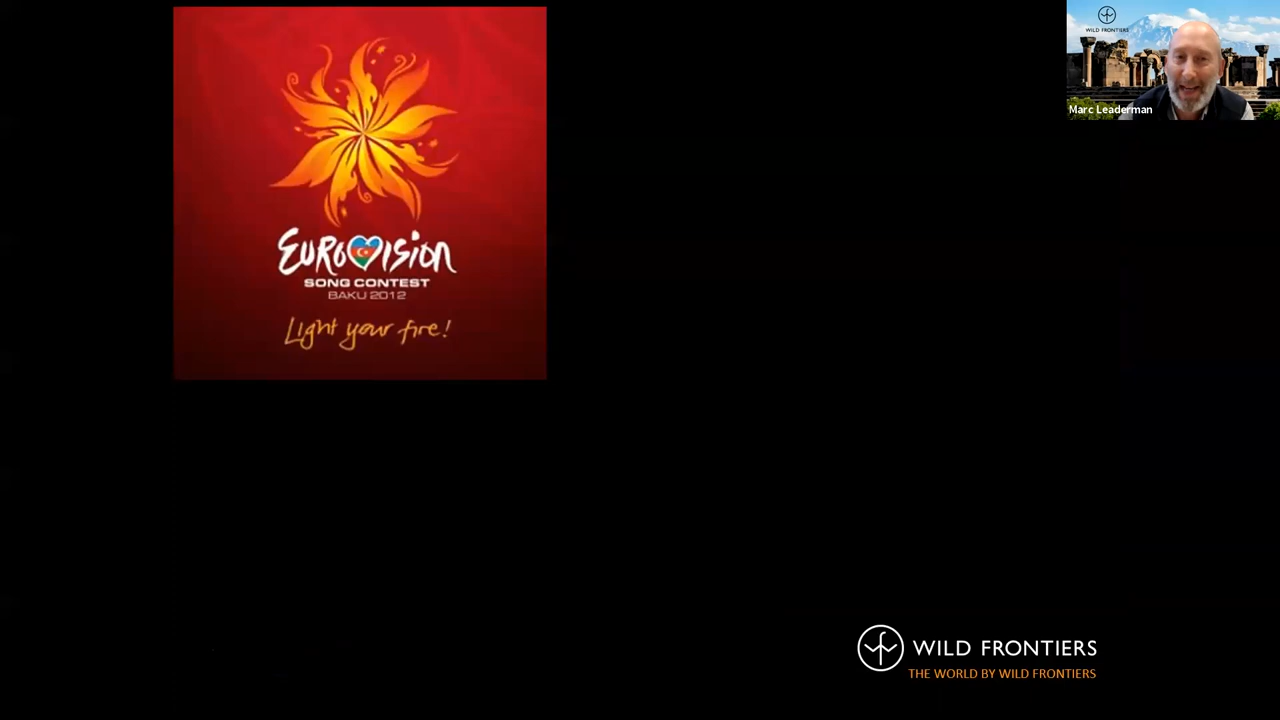 EUROVISION
SONG CONTEST
BAKU 2012
Light your fire!
WILD FRONTIERS
Marc Leaderman
WILD FRONTIERS
THE WORLD BY WILD FRONTIERS